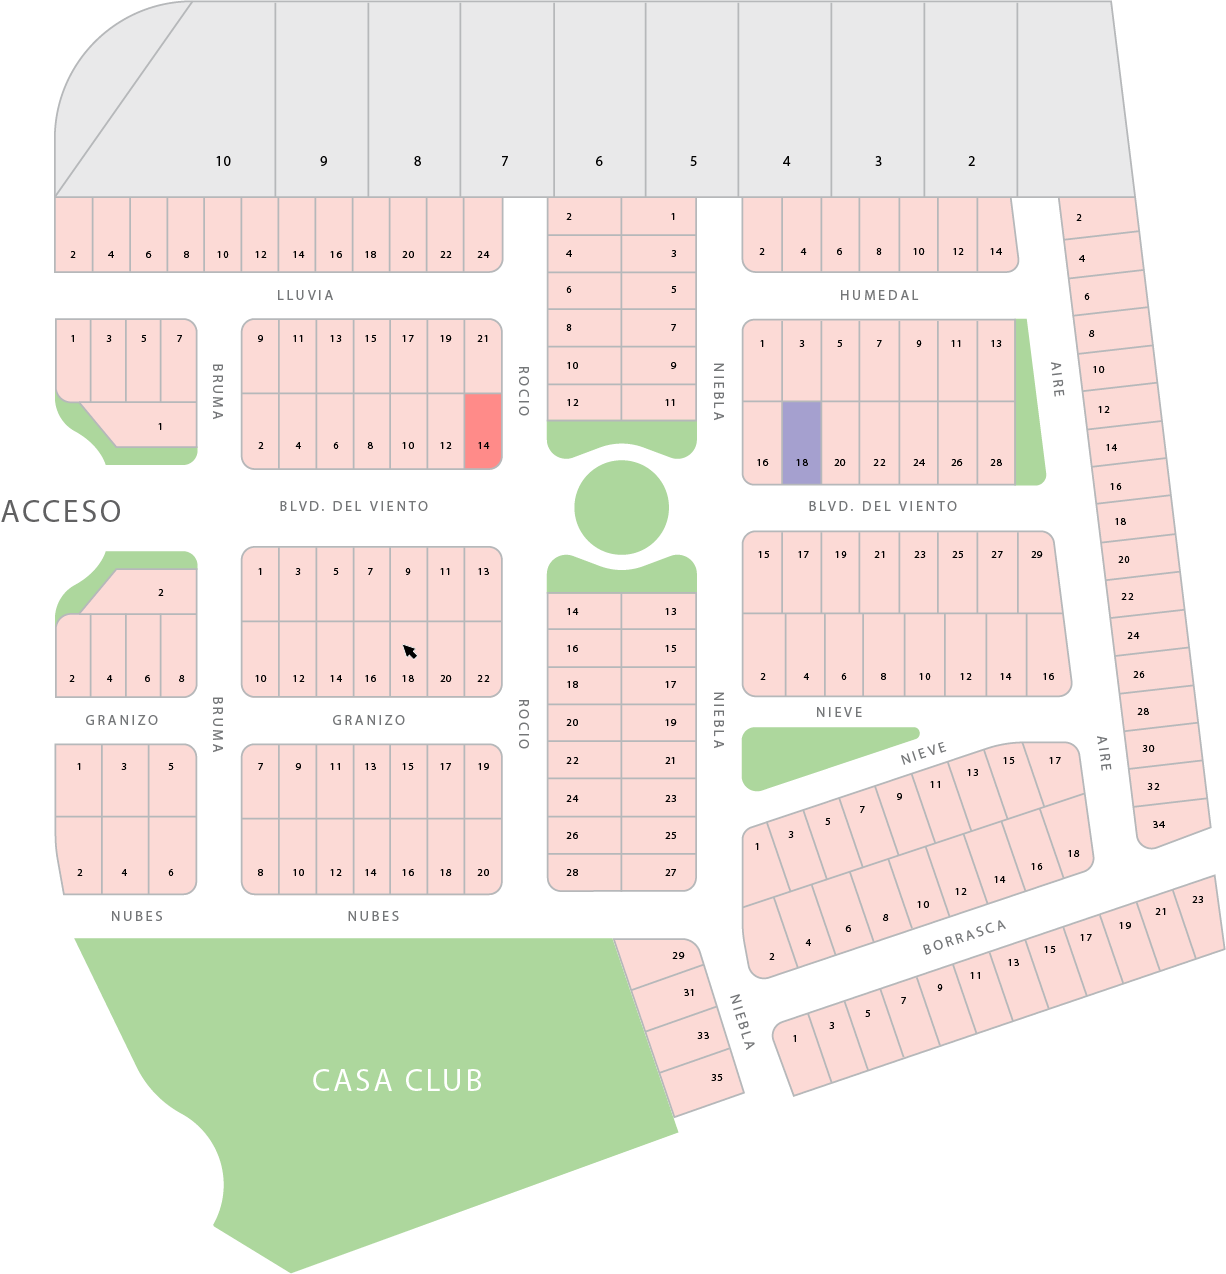 10 9 8 7 6 5 4 3 2
2 4 6 8 10 12 14 16 18 20 22 24
2 1
4 3
6 5
8 7
10 9
12 11
2 4 6 8 10 12 14
LLUVIA
HUMEDAL
1 3 5 7
1
BRUMA
9 11 13 15 17 19 21
2 4 6 8 10 12 14
ROCIO
NIEBLA
1 3 5 7 9 11 13
16 18 20 22 24 26 28
AIRE
2
4
6
8
10
12
14
16
18
20
22
24
26
28
30
32
34
ACCESO
BLVD. DEL VIENTO
BLVD. DEL VIENTO
2
2 4 6 8
1 3 5 7 9 11 13
10 12 14 16 18 20 22
14 13
16 15
18 17
20 19
22 21
24 23
26 25
28 27
15 17 19 21 23 25 27 29
2 4 6 8 10 12 14 16
GRANIZO
BRUMA
GRANIZO
ROCIO
NIEBLA
NIEVE
NIEVE
AIRE
1 3 5
2 4 6
7 9 11 13 15 17 19
8 10 12 14 16 18 20
1 3 5 7 9 11 13 15 17
2 4 6 8 10 12 14 16 18
NUBES
NUBES
BORRASCA
29
31
33
35
NIEBLA
1 3 5 7 9 11 13 15 17 19 21 23
CASA CLUB